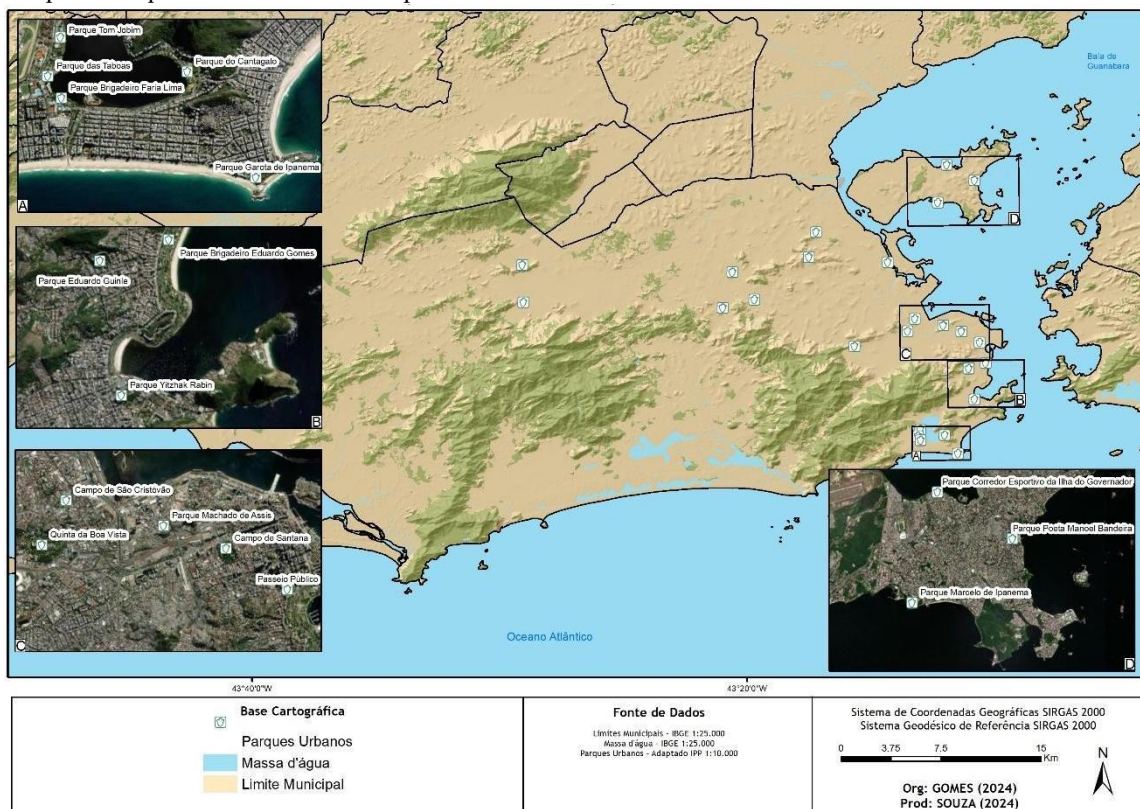 Parque Tom Jobim
Parque das Taboas
Parque do Cantagalo
Parque Brigadeiro Faria Lima
Parque Garota de Ipanema
A
Parque Brigadeiro Eduardo Gomes
Parque Eduardo Guinle
Parque Yitzhak Rabin
B
Campo de São Cristóvão
Parque Machado de Assis
Quinta da Boa Vista
Campo de Santana
Passeio Público
C
Baía de
Guanabara
D
C
B
A
Parque Corredor Esportivo da Ilha do Governador
Parque Poeta Manoel Bandeira
Parque Marcelo de Ipanema
D
Oceano Atlântico
43°40'0"W
43°20'0"W
Base Cartográfica
Parques Urbanos
Massa d'água
Limite Municipal
Fonte de Dados
Limites Municipais - IBGE 1:25.000
Massa d'água - IBGE 1:25.000
Parques Urbanos - Adaptado IPP 1:10.000
Sistema de Coordenadas Geográficas SIRGAS 2000
Sistema Geodésico de Referência SIRGAS 2000
0 3.75 7.5 15
Km
N
Org: GOMES (2024)
Prod: SOUZA (2024)